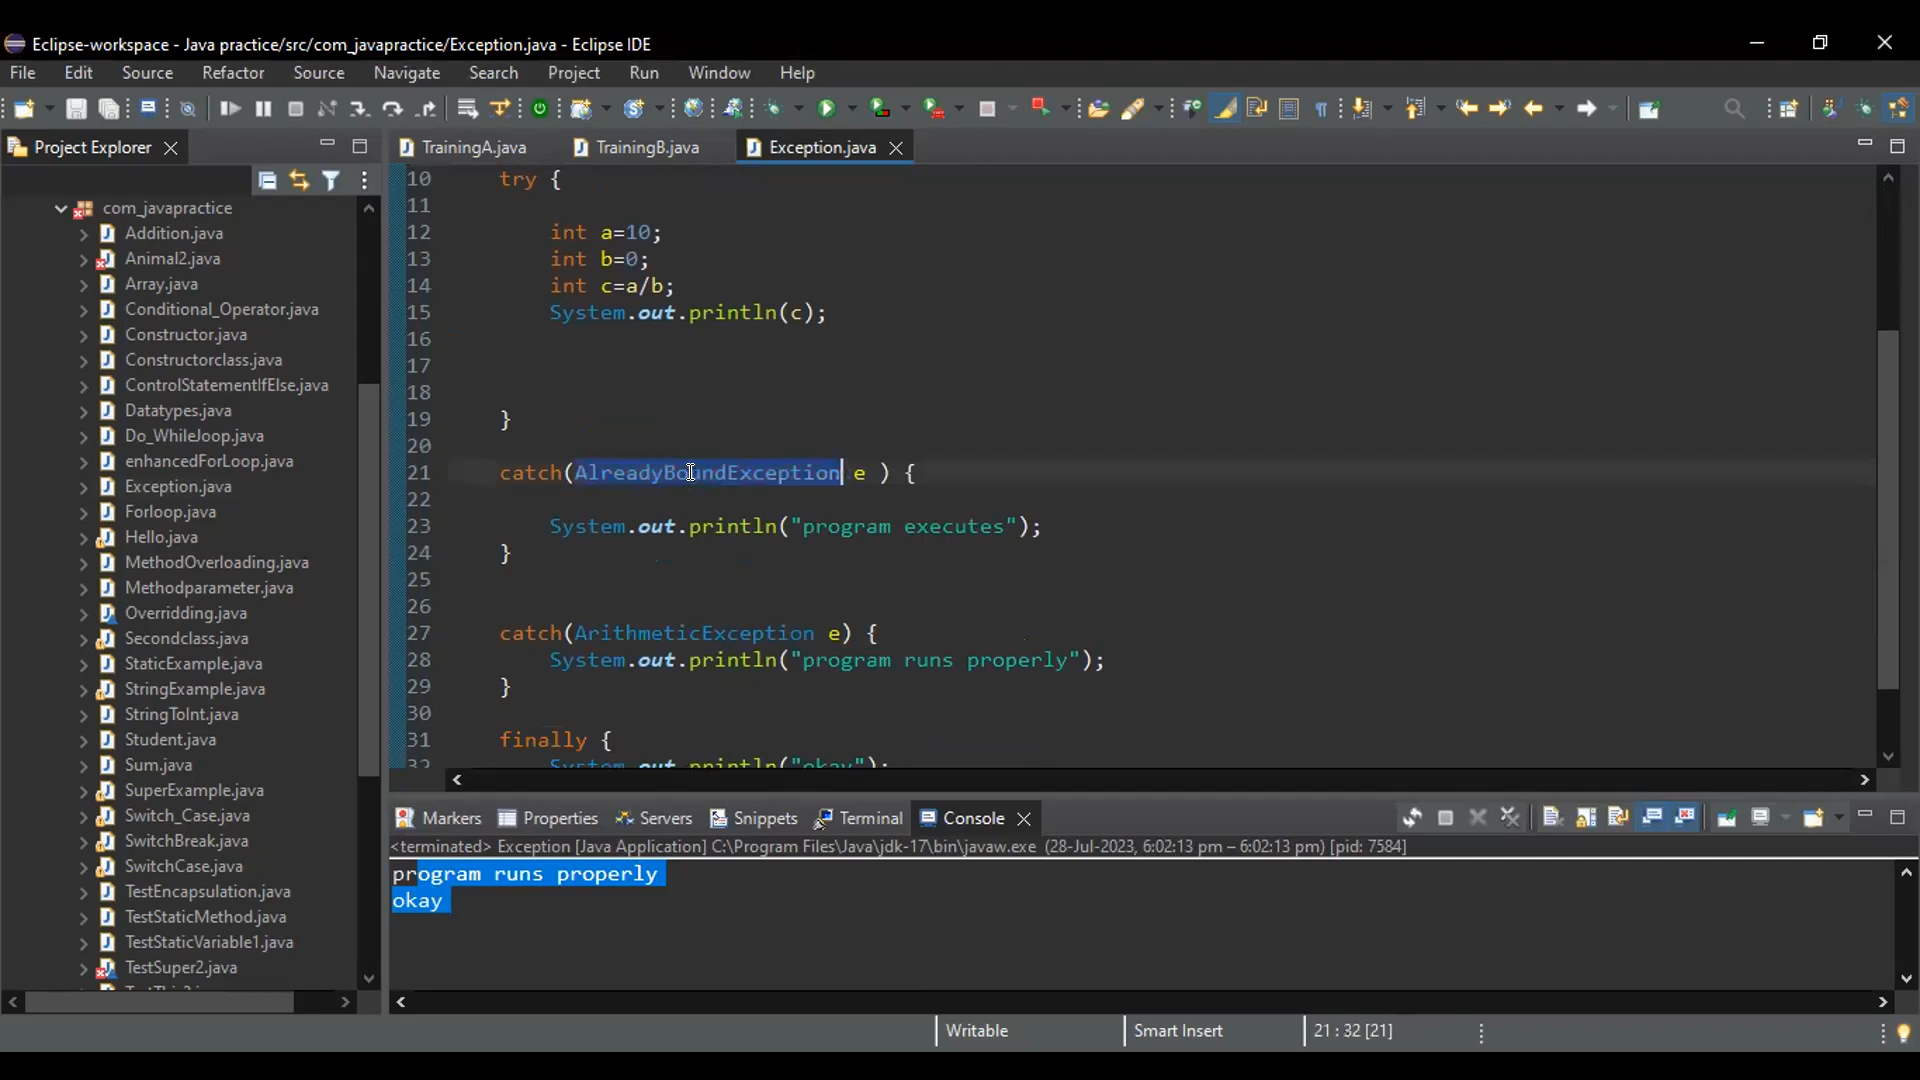 Eclipse-workspace - Java practice/src/com_javapractice/Exception.java - Eclipse IDE
File Edit Source Refactor Source Navigate Search Project Run Window Help
Project Explorer
com_javapractice
Addition.java
Animal2.java
Array.java
Conditional_Operator.java
Constructor.java
Constructorclass.java
ControlStatementIfElse.java
Datatypes.java
Do_WhileJoop.java
enhancedForLoop.java
Exception.java
Forloop.java
Hello.java
MethodOverloading.java
Methodparameter.java
Overridding.java
Secondclass.java
StaticExample.java
StringExample.java
StringToInt.java
Student.java
Sum.java
SuperExample.java
Switch_Case.java
SwitchBreak.java
SwitchCase.java
TestEncapsulation.java
TestStaticMethod.java
TestStaticVariable1.java
TestSuper2.java
TrainingA.java TrainingB.java Exception.java
10 try {
11
12 int a=10;
13 int b=0;
14 int c=a/b;
15 System.out.println(c);
16
17
18
19 }
20
21 catch(AlreadyBoundException e ) {
22
23 System.out.println("program executes");
24 }
25
26
27 catch(ArithmeticException e) {
28 System.out.println("program runs properly");
29 }
30
31 finally {
32 System.out.println("okay");
Markers Properties Servers Snippets Terminal Console
<terminated> Exception [Java Application] C:\Program Files\Java\jdk-17\bin\javaw.exe (28-Jul-2023, 6:02:13 pm – 6:02:13 pm) [pid: 7584]
program runs properly
okay
Writable Smart Insert 21 : 32 [21]